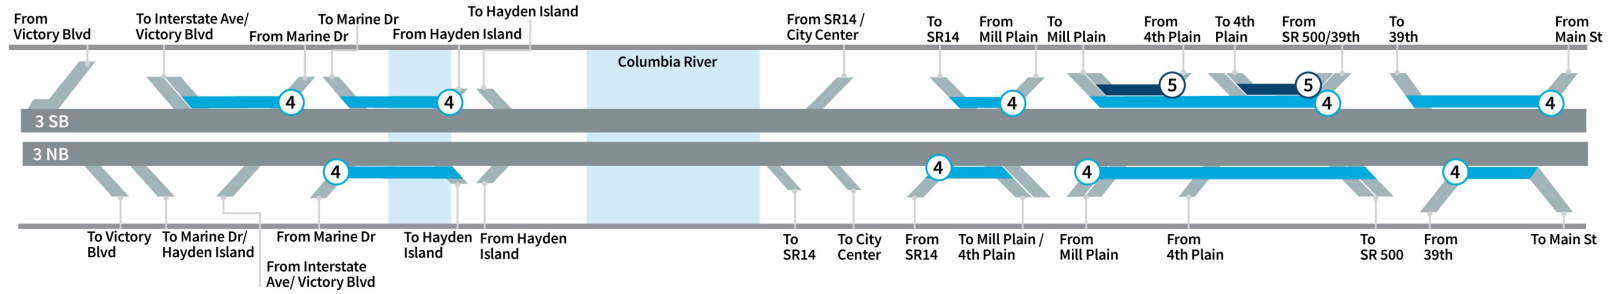 From
Victory Blvd
To Interstate Ave/
Victory Blvd
From Marine Dr
To Marine Dr
From Hayden Island
To Hayden Island
From SR14 /
City Center
To
SR14
From
Mill Plain
To
Mill Plain
From
4th Plain
To 4th
Plain
From
SR 500/39th
To
39th
From
Main St
Columbia River
4
4
4
5
5
4
4
3 SB
3 NB
4
4
4
4
To Victory
Blvd
To Marine Dr/
Hayden Island
From Interstate
Ave/ Victory Blvd
From Marine Dr
To Hayden
Island
From Hayden
Island
To
SR14
To City
Center
From
SR14
To Mill Plain /
4th Plain
From
Mill Plain
From
4th Plain
To
SR 500
From
39th
To Main St